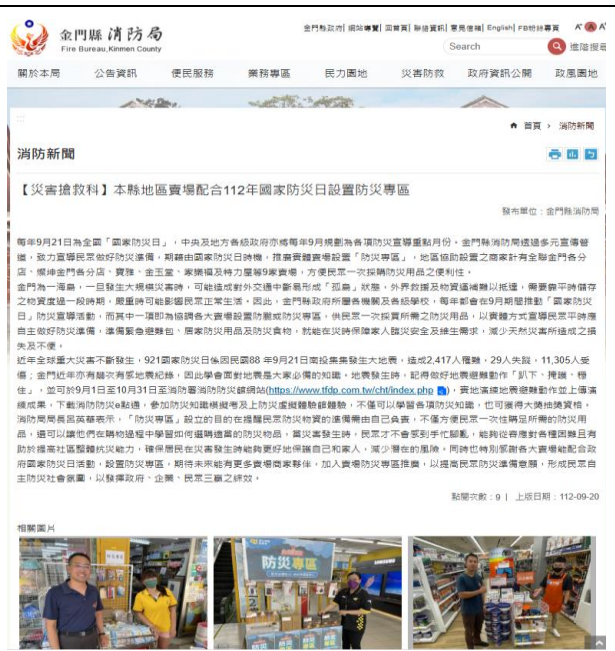 金門縣政府| 網站導覽| 回首頁| 聯絡資訊| 意見信箱| English| FB粉絲專頁
金門縣消防局
Fire Bureau,Kinmen County
Search
進階搜尋
關於本局 公告資訊 便民服務 業務專區 民力園地 災害防救 政府資訊公開 政風園地
首頁 › 消防新聞
消防新聞
【災害搶救科】本縣地區賣場配合112年國家防災日設置防災專區
發布單位：金門縣消防局
每年9月21日為全國「國家防災日」，中央及地方各級政府亦將每年9月規劃為各項防災宣導重點月份。金門縣消防局透過多元宣傳管
道，致力宣導民眾做好防災準備，期藉由國家防災日時機，推廣賣場設置「防災專區」，地區協助設置之商家計有全聯金門各分
店、燦坤金門各分店、寶雅、金玉堂、家樂福及特力屋等9家賣場，方便民眾一次採購防災用品之便利性。
金門為一海島，一旦發生大規模災害時，可能造成對外交通中斷易形成「孤島」狀態，外界救援及物資運補難以抵達，需要靠平時儲存
之物資度過一段時期，嚴重時可能影響民眾正常生活。因此，金門縣政府所屬各機關及各級學校，每年都會在9月期間推動「國家防災
日」防災宣導活動，而其中一項即為協調各大賣場設置防颱或防災專區，供民眾一次採買所需之防災用品，以實體方式宣導民眾平時應
自主做好防災準備，準備緊急避難包、居家防災用品及防災食物，就能在災時保障家人臨災安全及維生需求，減少天然災害所造成之損
失及不便。
近年全球重大災害不斷發生，921國家防災日係因民國88 年9月21日南投集集發生大地震，造成2,417人罹難，29人失蹤，11,305人受
傷；金門近年亦有屢次有感地震紀錄，因此學會面對地震是大家必備的知識。地震發生時，記得做好地震避難動作「趴下、掩護、穩
住」，並可於9月1日至10月31日至消防署消防防災館網站(https://www.tfdp.com.tw/cht/index.php)，實地演練地震避難動作並上傳演
練成果，下載消防防災e點通，參加防災知識模擬考及上防災虛擬體驗館體驗，不僅可以學習各項防災知識，也可獲得大獎抽獎資格。
消防局局長呂英華表示，「防災專區」設立的目的在提醒民眾防災物資的準備需由自己負責，不僅方便民眾一次性購足所需的防災用
品，還可以讓他們在購物過程中學習如何選購適當的防災物品，當災害發生時，民眾才不會感到手忙腳亂，能夠從容應對各種困難且有
助於提高社區整體抗災能力，確保居民在災害發生時能夠更好地保護自己和家人，減少潛在的風險。同時也特別感謝各大賣場能配合政
府國家防災日活動，設置防災專區，期待未來能有更多賣場商家夥伴，加入賣場防災專區推廣，以提高民眾防災準備意願，形成民眾自
主防災社會氛圍，以發揮政府、企業、民眾三贏之綜效。
點閱次數：9 | 上版日期：112-09-20
相關圖片
防災專區
SAMSUNG